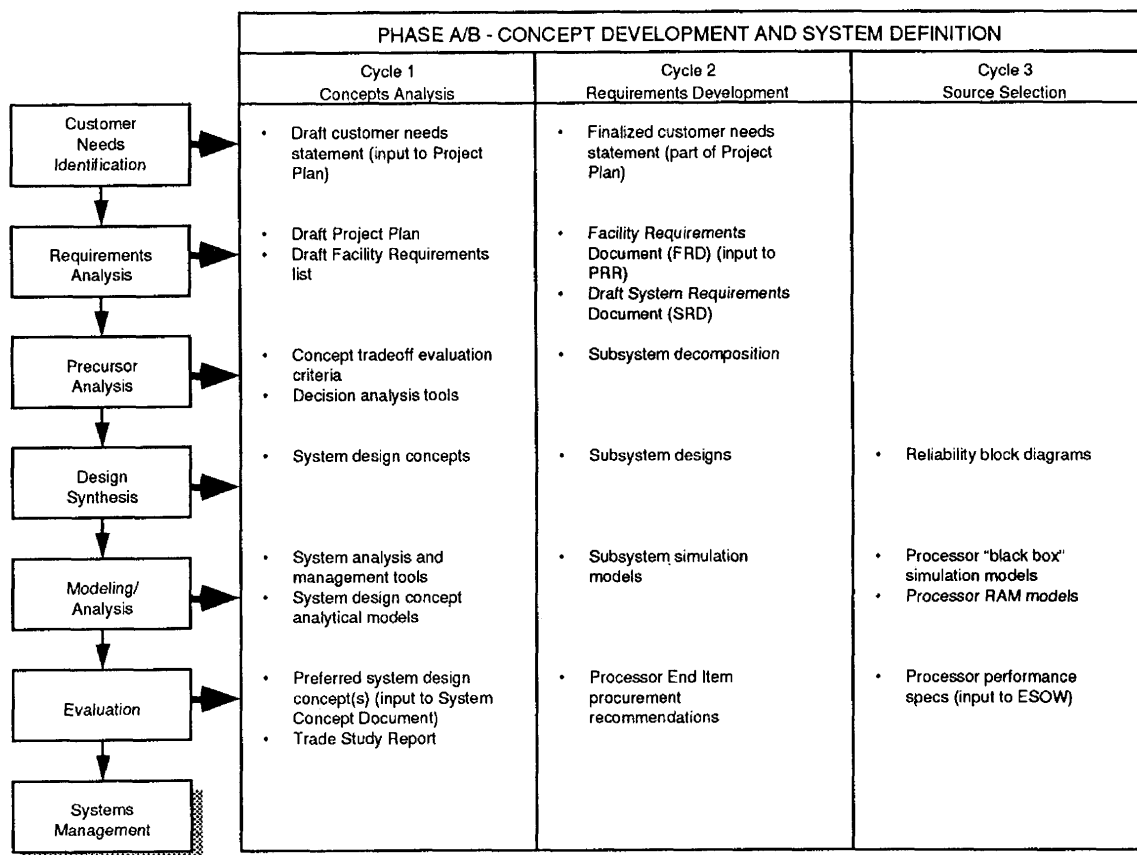 PHASE A/B - CONCEPT DEVELOPMENT AND SYSTEM DEFINITION
Cycle 1
Concepts Analysis
Cycle 2
Requirements Development
Cycle 3
Source Selection
Customer
Needs
Identification
• Draft customer needs
statement (input to Project
Plan)
• Finalized customer needs
statement (part of Project
Plan)
Requirements
Analysis
• Draft Project Plan
• Draft Facility Requirements
list
• Facility Requirements
Document (FRD) (input to
PRR)
• Draft System Requirements
Document (SRD)
Precursor
Analysis
• Concept tradeoff evaluation
criteria
• Decision analysis tools
• Subsystem decomposition
Design
Synthesis
• System design concepts
• Subsystem designs
• Reliability block diagrams
Modeling/
Analysis
• System analysis and
management tools
• System design concept
analytical models
• Subsystem simulation
models
• Processor "black box"
simulation models
• Processor RAM models
Evaluation
• Preferred system design
concept(s) (input to System
Concept Document)
• Trade Study Report
• Processor End Item
procurement
recommendations
• Processor performance
specs (input to ESOW)
Systems
Management